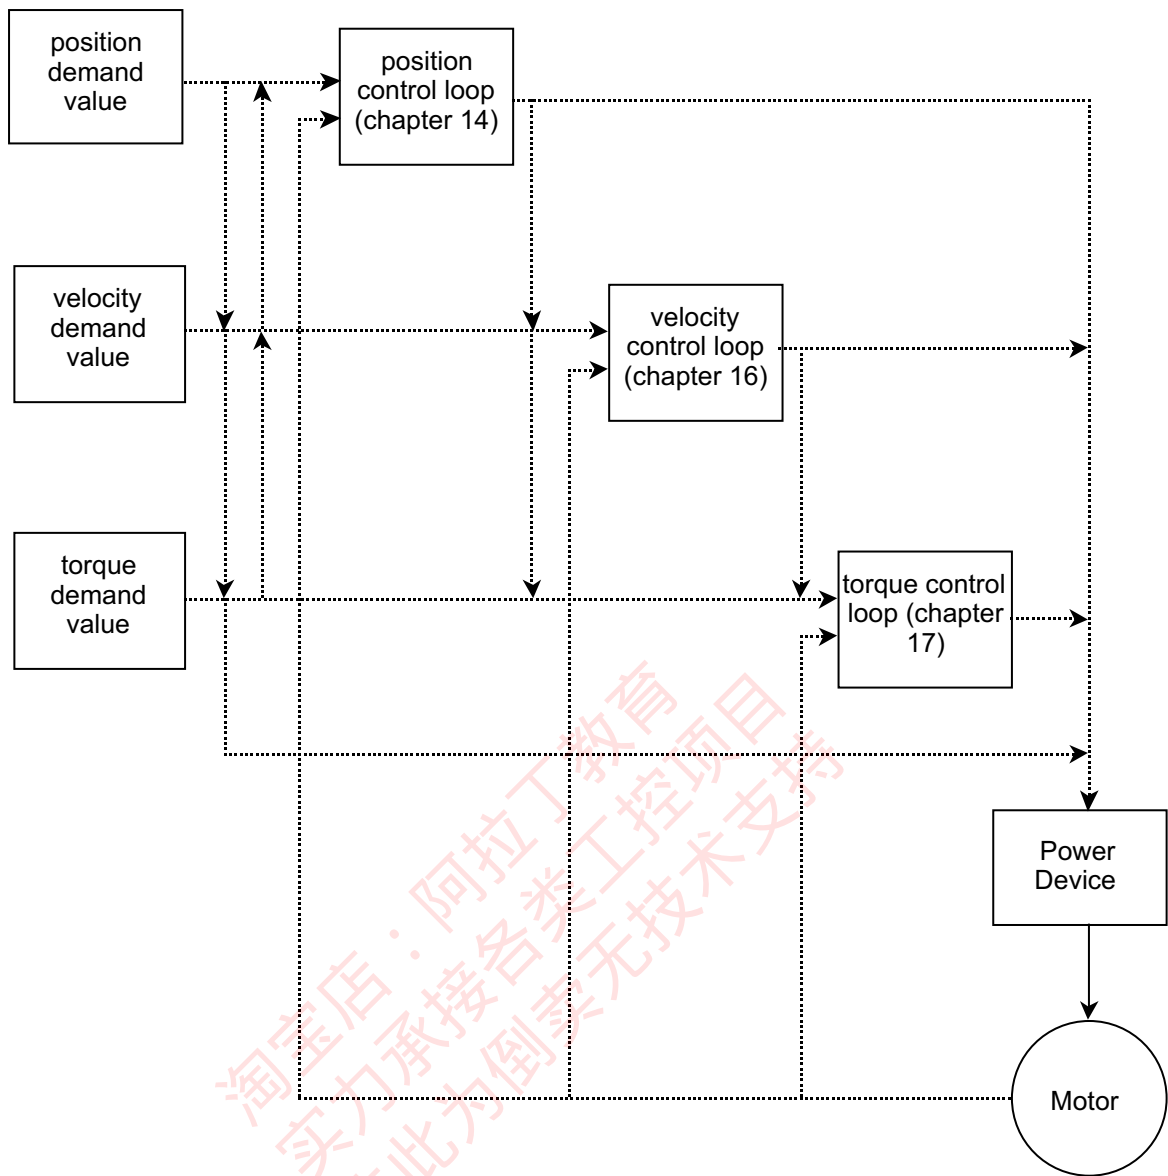 position
demand
value
position
control loop
(chapter 14)
velocity
demand
value
velocity
control loop
(chapter 16)
torque
demand
value
torque control
loop (chapter
17)
Power
Device
Motor
淘宝店：阿拉丁教育
实力承接各类工控项目
此为倒卖无技术支持